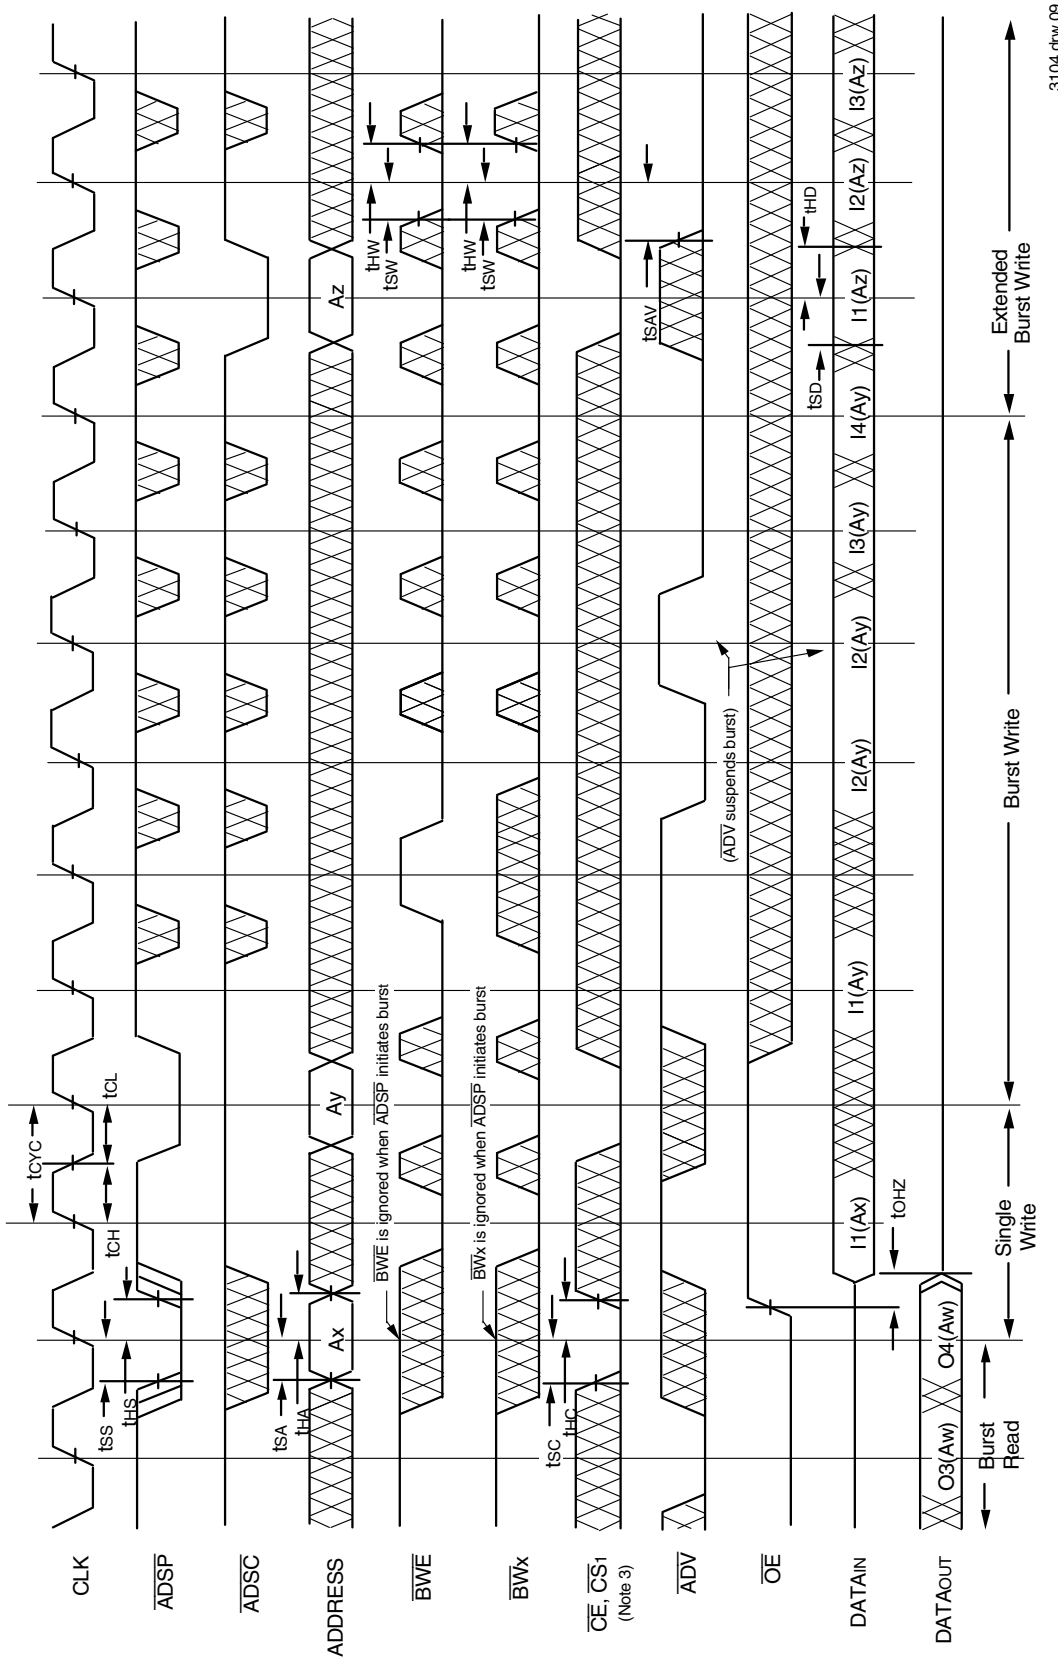 CLK
tCYC
tCH
tCL
ADSP
tSS
tHS
ADSC
ADDRESS
tSA
tHA
Ax
Ay
Az
BWE
BWE is ignored when ADSP initiates burst
tHW
tSW
BWx
BWx is ignored when ADSP initiates burst
tHW
tSW
CE, CS1
(Note 3)
tSC
tHC
ADV
tSAV
(ADV suspends burst)
OE
DATAIN
I1(Ax)
I1(Ay)
I2(Ay)
I2(Ay)
I3(Ay)
I4(Ay)
I1(Az)
I2(Az)
I3(Az)
tSD
tHD
tOHZ
DATAOUT
O3(Aw)
O4(Aw)
Burst
Read
Single
Write
Burst Write
Extended
Burst Write
3104 drw 09